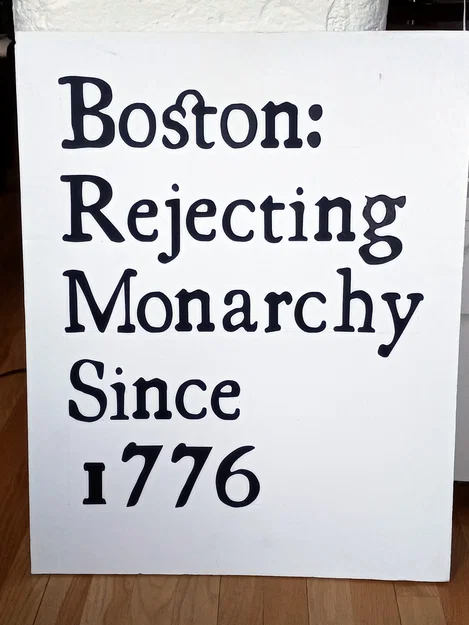 Boston:
Rejecting
Monarchy
Since
1776